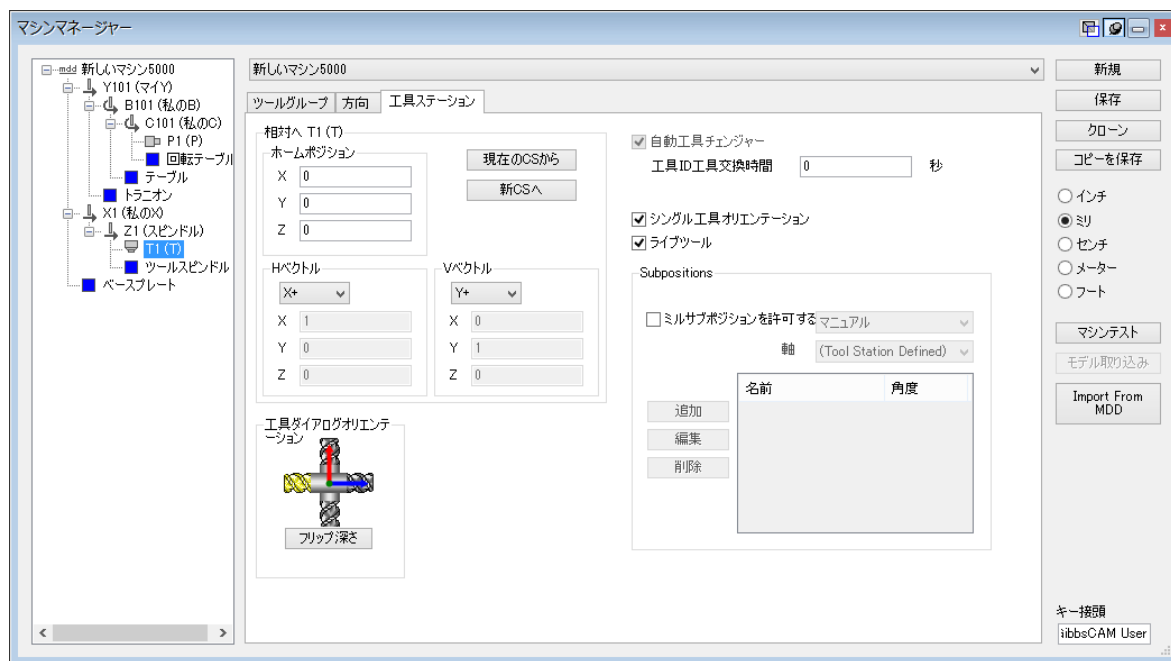 マシンマネージャー
mdd 新しいマシン5000
Y101 (マイY)
B101 (私のB)
C101 (私のC)
P1 (P)
回転テーブル
テーブル
トラニオン
X1 (私のX)
Z1 (スピンドル)
T1 (T)
ツールスピンドル
ベースプレート
新しいマシン5000
ツールグループ 方向 工具ステーション
相対へ T1 (T)
ホームポジション
X 0
Y 0
Z 0
現在のCSから
新CSへ
Hベクトル
X+
X 1
Y 0
Z 0
Vベクトル
Y+
X 0
Y 1
Z 0
工具ダイアログオリエンテ
ーション
フリップ深さ
自動工具チェンジャー
工具ID工具交換時間 0 秒
シングル工具オリエンテーション
ライブツール
Subpositions
ミルサブポジションを許可する マニュアル
軸 (Tool Station Defined)
名前 角度
追加
編集
削除
新規
保存
クローン
コピーを保存
インチ
ミリ
センチ
メーター
フート
マシンテスト
モデル取り込み
Import From
MDD
キー接頭
ibbsCAM User